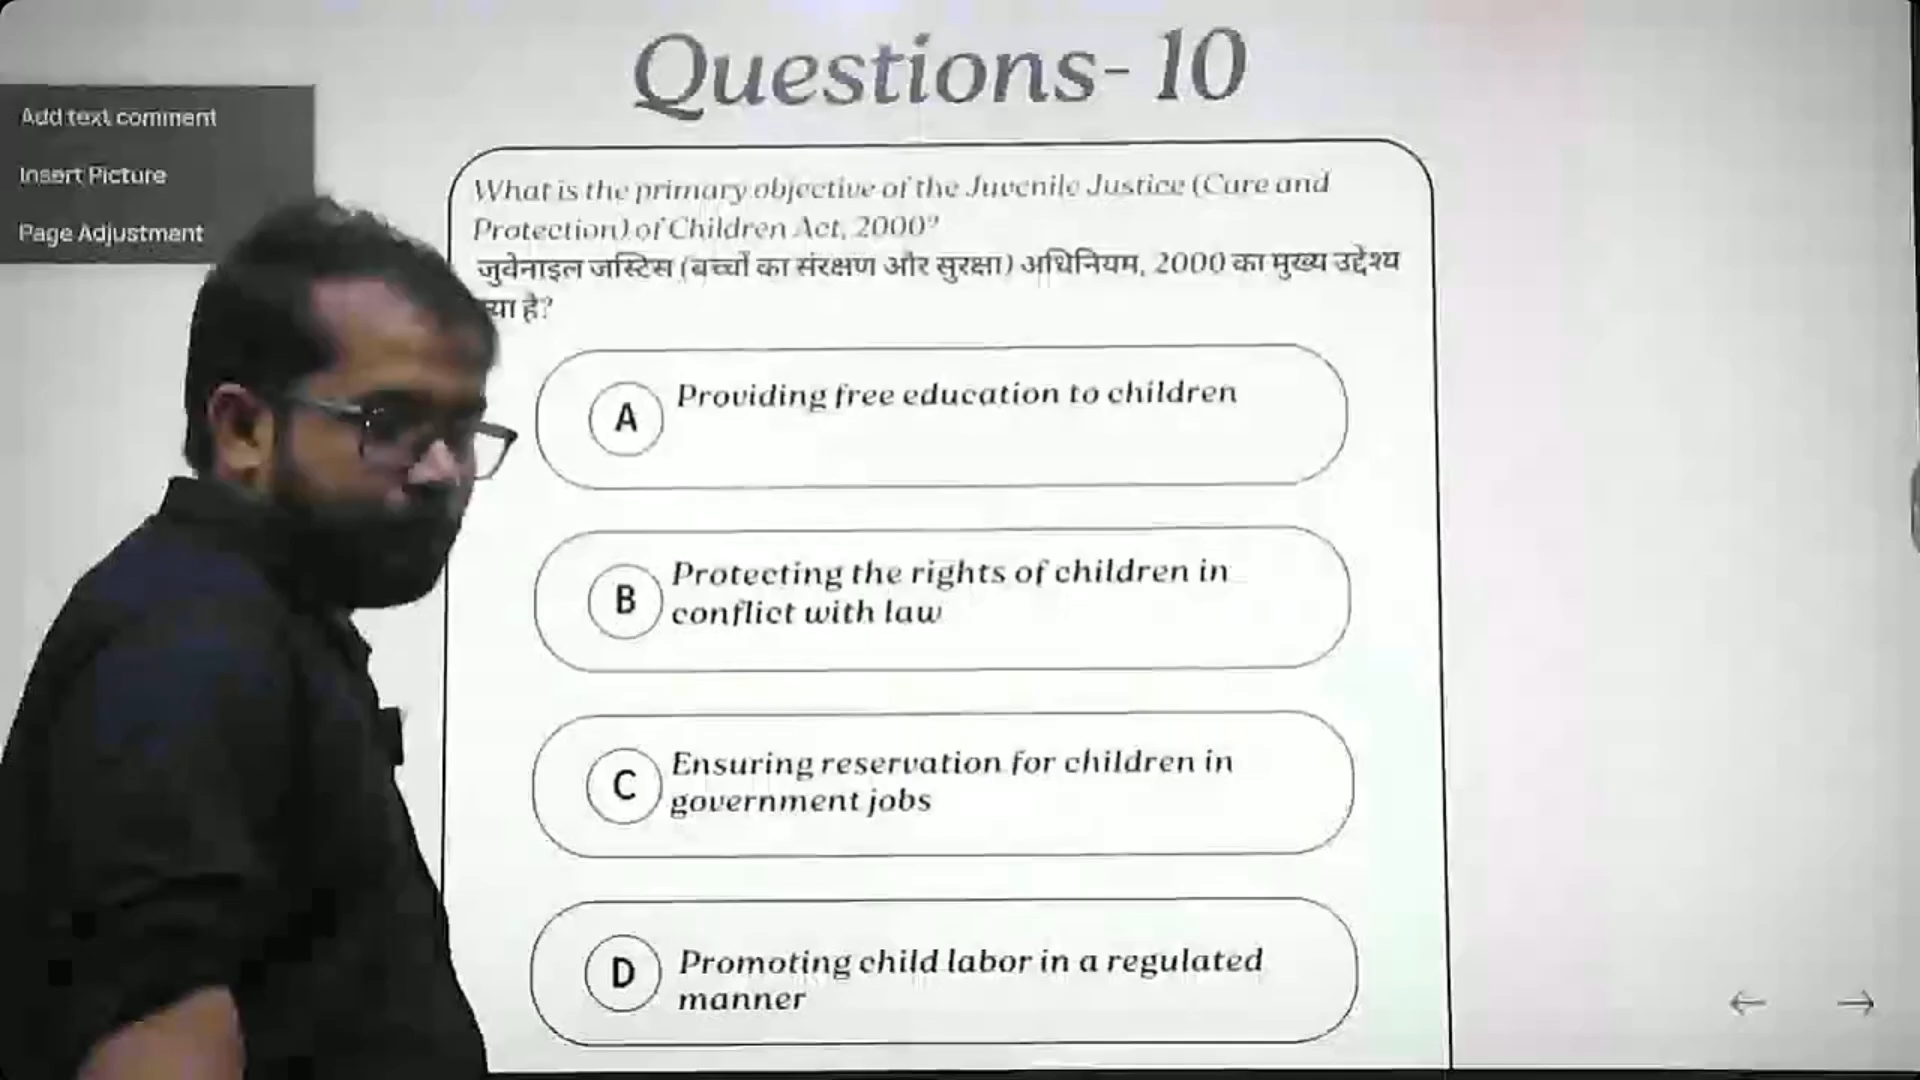 Questions- 10
Add text comment
Insert Picture
Page Adjustment
What is the primary objective of the Juvenile Justice (Care and
Protection) of Children Act, 2000?
जुवेनाइल जस्टिस (बच्चों का संरक्षण और सुरक्षा) अधिनियम, 2000 का मुख्य उद्देश्य
है?
A Providing free education to children
B Protecting the rights of children in
conflict with law
C Ensuring reservation for children in
government jobs
D Promoting child labor in a regulated
manner